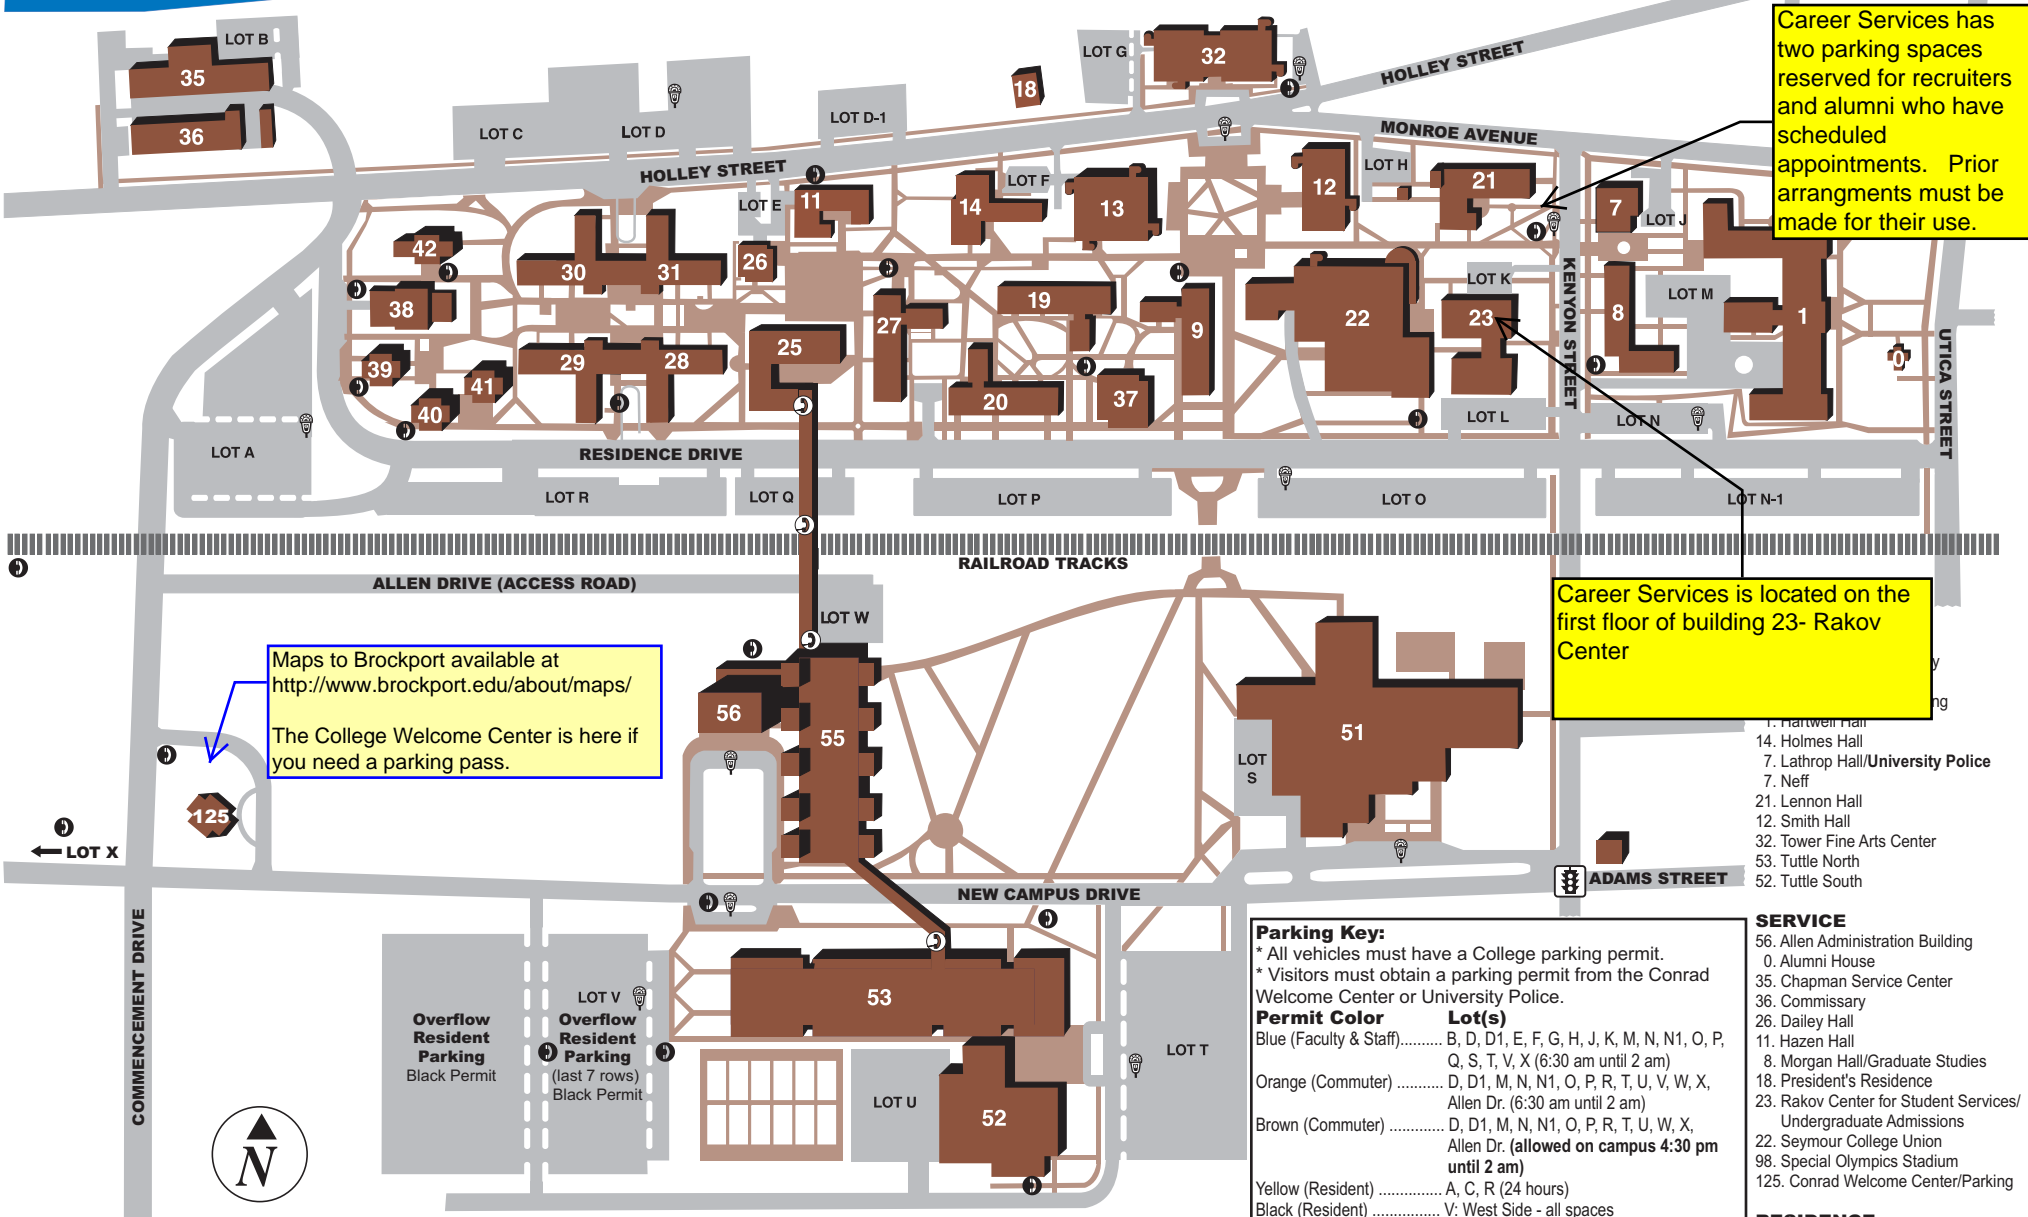 Career Services has
two parking spaces
reserved for recruiters
and alumni who have
scheduled
appointments. Prior
arrangments must be
made for their use.
LOT B
35
36
LOT C
LOT D
LOT D-1
18
LOT G
32
HOLLEY STREET
MONROE AVENUE
HOLLEY STREET
LOT E
11
14
LOT F
13
12
LOT H
21
7
LOT J
42
30
31
26
38
27
19
9
22
LOT K
23
KENYON STREET
8
LOT M
1
0
UTICA STREET
39
41
40
29
28
25
20
37
LOT L
LOT N
LOT A
RESIDENCE DRIVE
LOT R
LOT Q
LOT P
LOT O
LOT N-1
RAILROAD TRACKS
ALLEN DRIVE (ACCESS ROAD)
LOT W
Career Services is located on the
first floor of building 23- Rakov
Center
Maps to Brockport available at
http://www.brockport.edu/about/maps/
The College Welcome Center is here if
you need a parking pass.
56
55
51
LOT
S
125
LOT X
NEW CAMPUS DRIVE
ADAMS STREET
COMMENCEMENT DRIVE
Overflow
Resident
Parking
Black Permit
LOT V
Overflow
Resident
Parking
(last 7 rows)
Black Permit
53
LOT T
LOT U
52
N
y
ng
1. Hartwell Hall
14. Holmes Hall
7. Lathrop Hall/University Police
7. Neff
21. Lennon Hall
12. Smith Hall
32. Tower Fine Arts Center
53. Tuttle North
52. Tuttle South
SERVICE
56. Allen Administration Building
0. Alumni House
35. Chapman Service Center
36. Commissary
26. Dailey Hall
11. Hazen Hall
8. Morgan Hall/Graduate Studies
18. President's Residence
23. Rakov Center for Student Services/
Undergraduate Admissions
22. Seymour College Union
98. Special Olympics Stadium
125. Conrad Welcome Center/Parking
Parking Key:
* All vehicles must have a College parking permit.
* Visitors must obtain a parking permit from the Conrad
Welcome Center or University Police.
Permit Color Lot(s)
Blue (Faculty & Staff).......... B, D, D1, E, F, G, H, J, K, M, N, N1, O, P,
Q, S, T, V, X (6:30 am until 2 am)
Orange (Commuter) ........... D, D1, M, N, N1, O, P, R, T, U, V, W, X,
Allen Dr. (6:30 am until 2 am)
Brown (Commuter) ............. D, D1, M, N, N1, O, P, R, T, U, W, X,
Allen Dr. (allowed on campus 4:30 pm
until 2 am)
Yellow (Resident) ............... A, C, R (24 hours)
Black (Resident) ................. V: West Side - all spaces